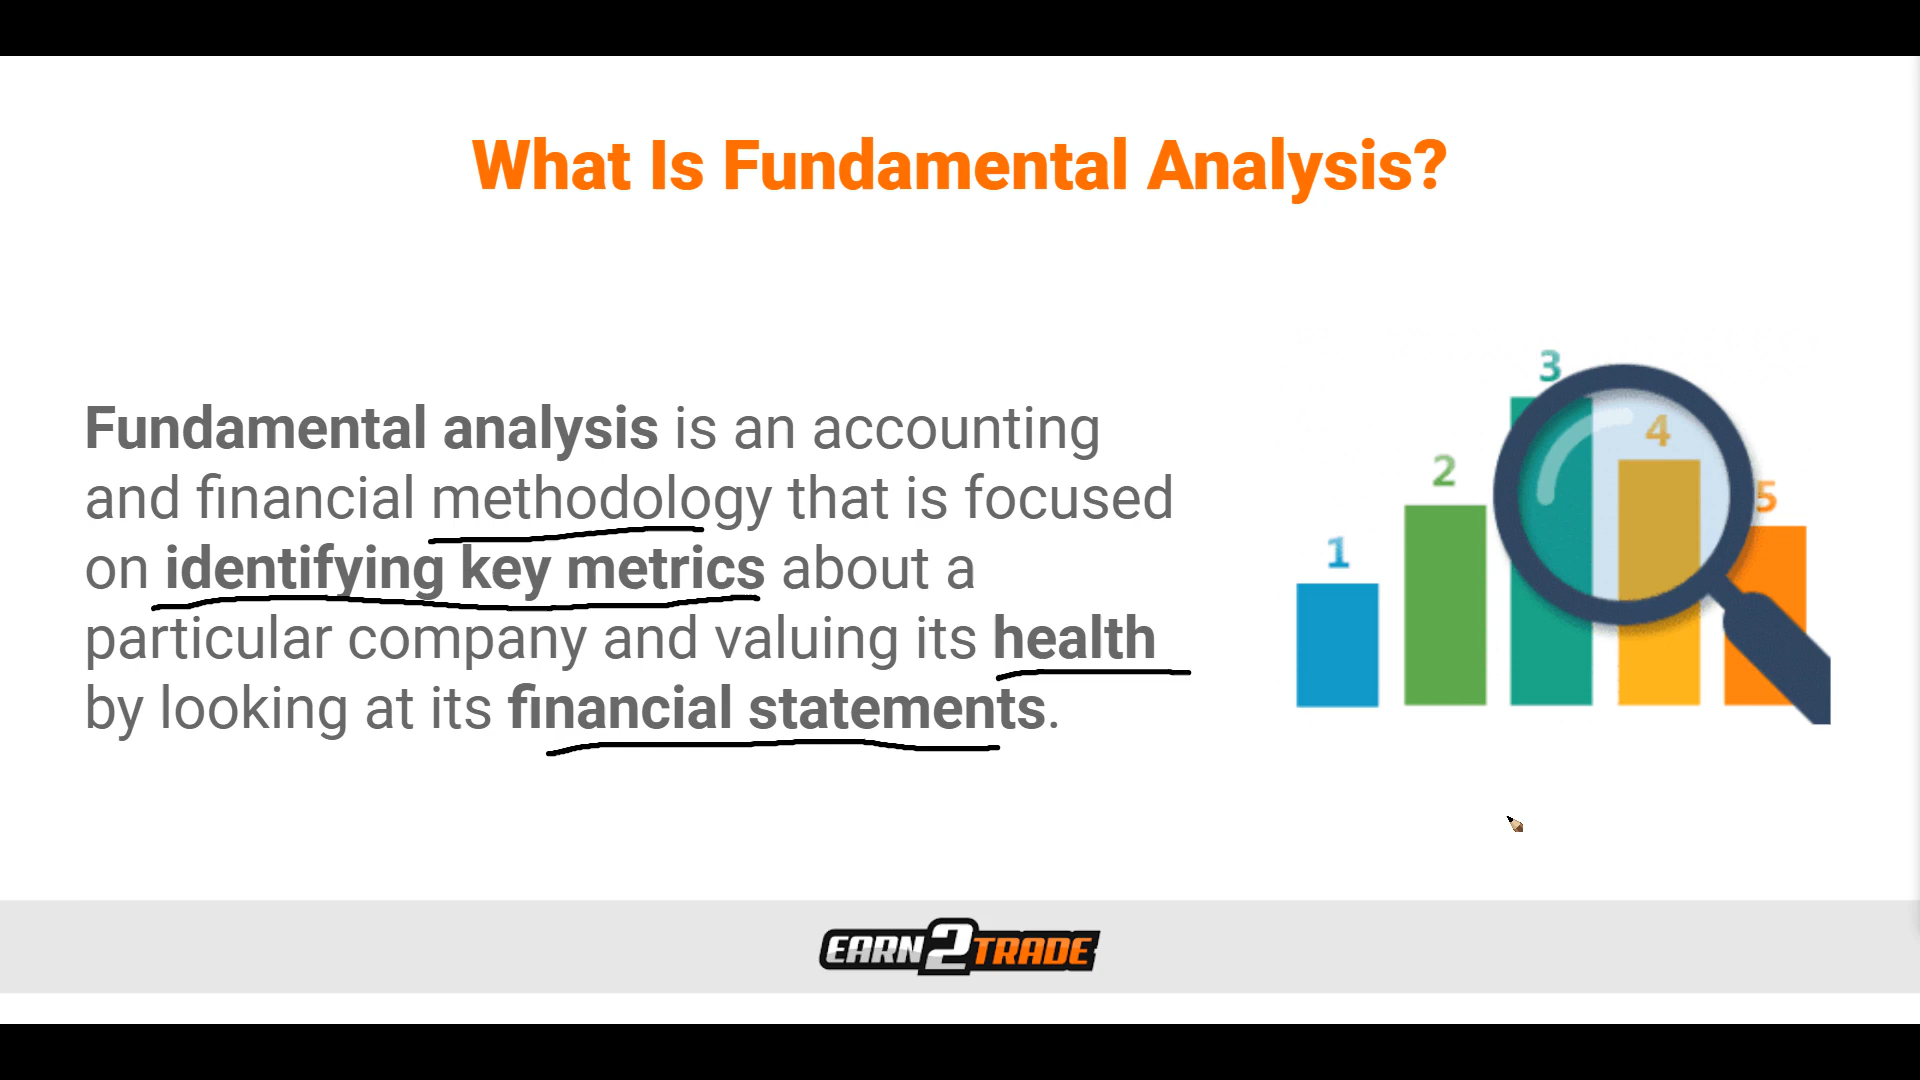 What Is Fundamental Analysis?
Fundamental analysis is an accounting
and financial methodology that is focused
on identifying key metrics about a
particular company and valuing its health
by looking at its financial statements.
1
2
3
4
5
EARN2TRADE